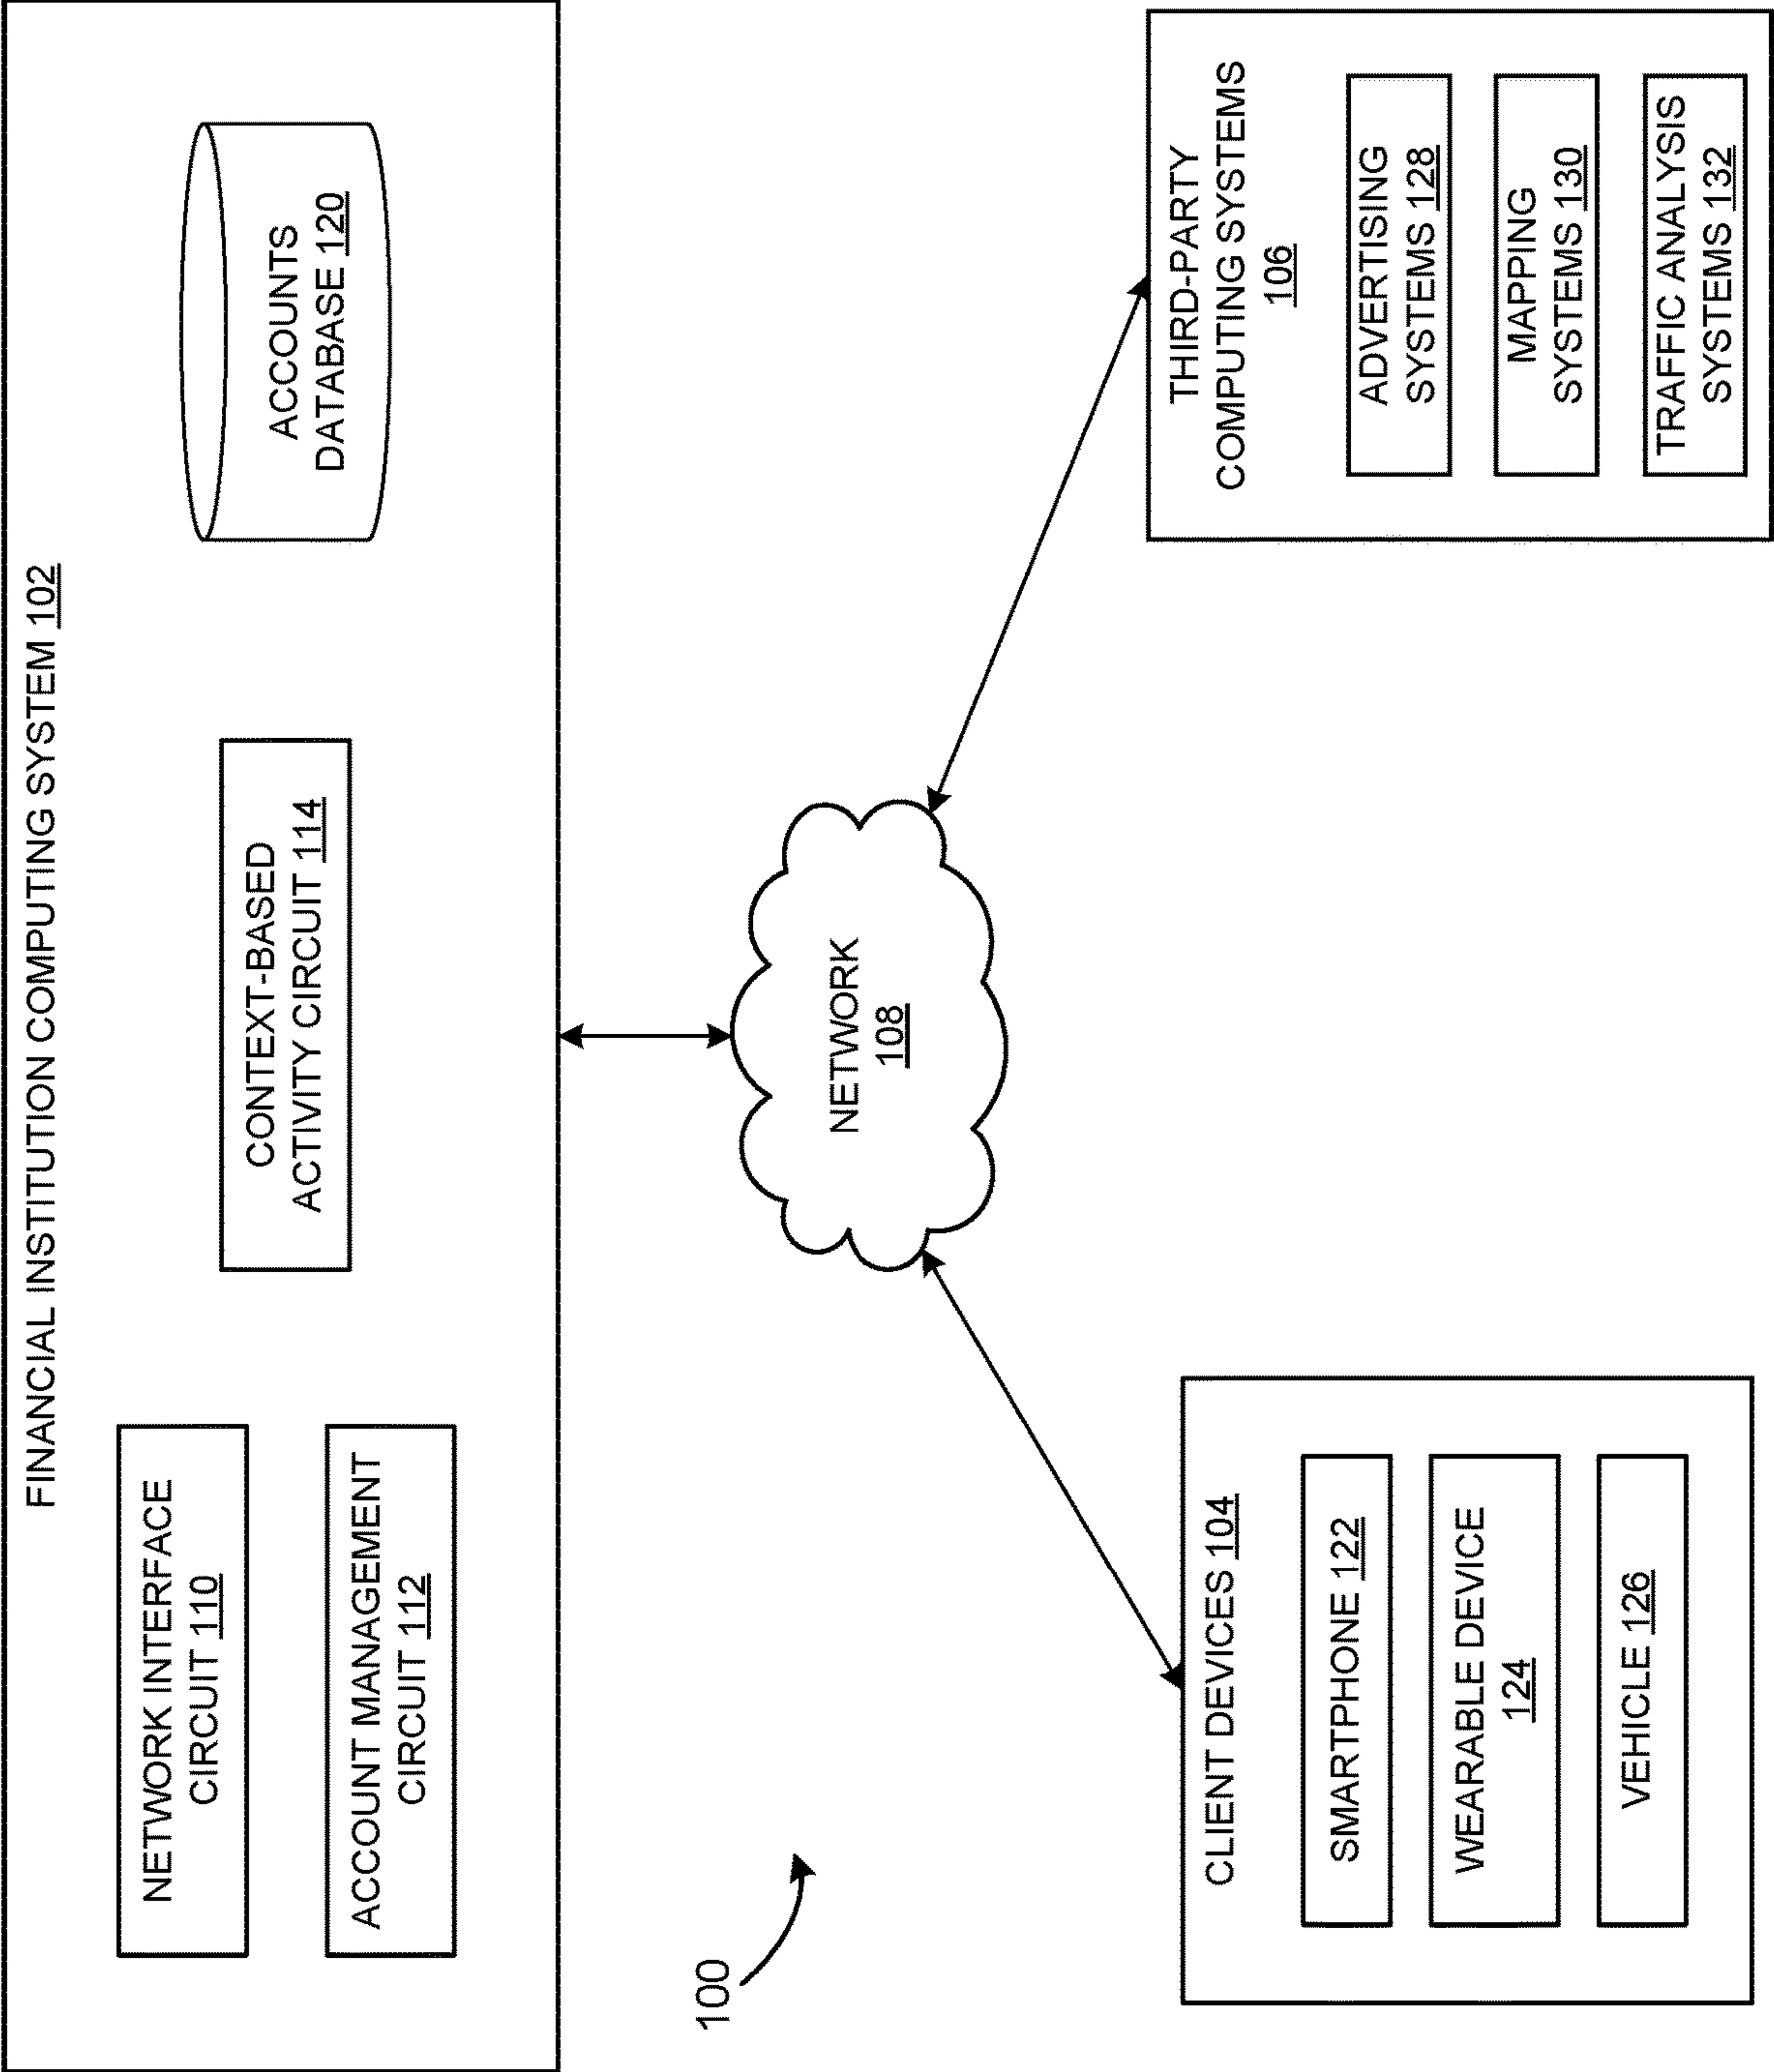 FINANCIAL INSTITUTION COMPUTING SYSTEM 102
NETWORK INTERFACE
CIRCUIT 110
ACCOUNT MANAGEMENT
CIRCUIT 112
CONTEXT-BASED
ACTIVITY CIRCUIT 114
ACCOUNTS
DATABASE 120
100
NETWORK
108
CLIENT DEVICES 104
SMARTPHONE 122
WEARABLE DEVICE
124
VEHICLE 126
THIRD-PARTY
COMPUTING SYSTEMS
106
ADVERTISING
SYSTEMS 128
MAPPING
SYSTEMS 130
TRAFFIC ANALYSIS
SYSTEMS 132